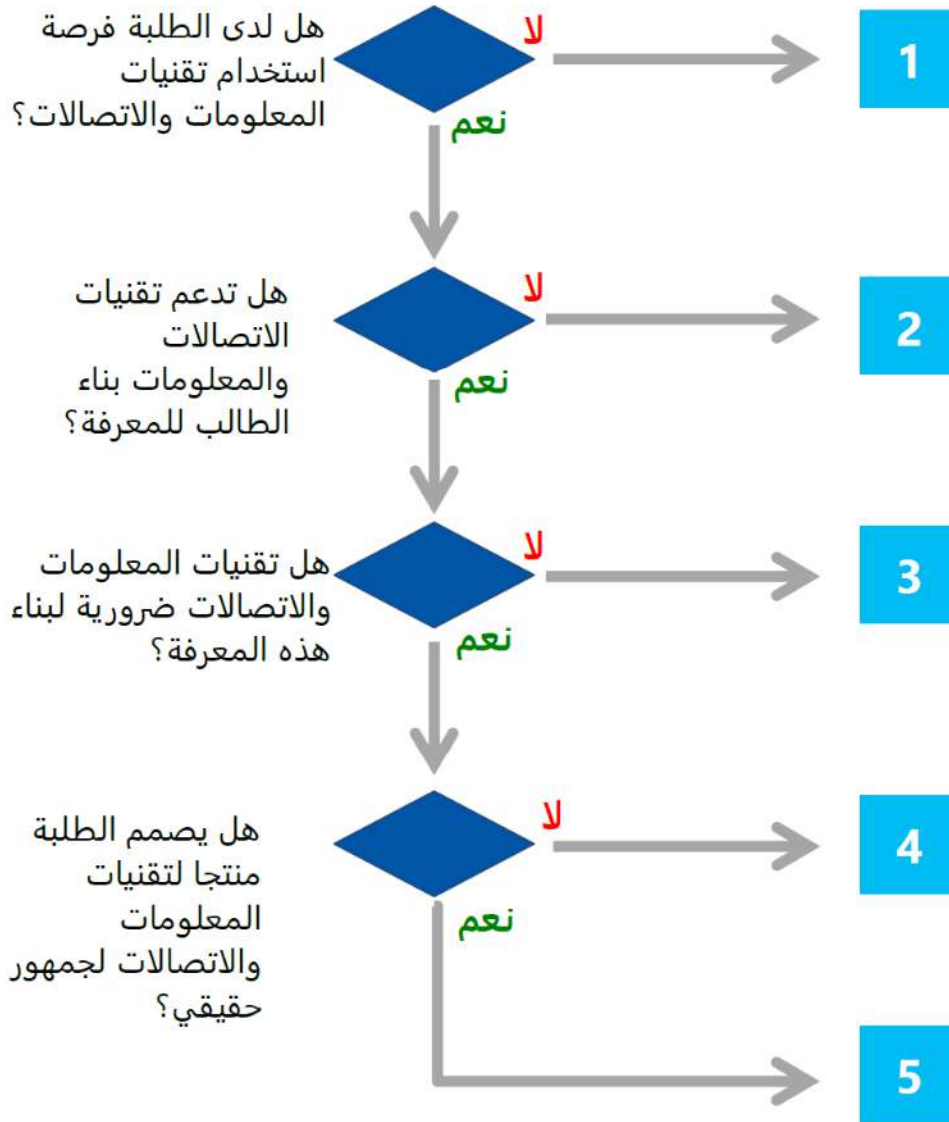 هل لدى الطلبة فرصة
استخدام تقنيات
المعلومات والاتصالات؟
لا
1
نعم
هل تدعم تقنيات
الاتصالات
والمعلومات بناء
الطالب للمعرفة؟
لا
2
نعم
هل تقنيات المعلومات
والاتصالات ضرورية لبناء
هذه المعرفة؟
لا
3
نعم
هل يصمم الطلبة
منتجا لتقنيات
المعلومات
والاتصالات لجمهور
حقيقي؟
لا
4
نعم
5